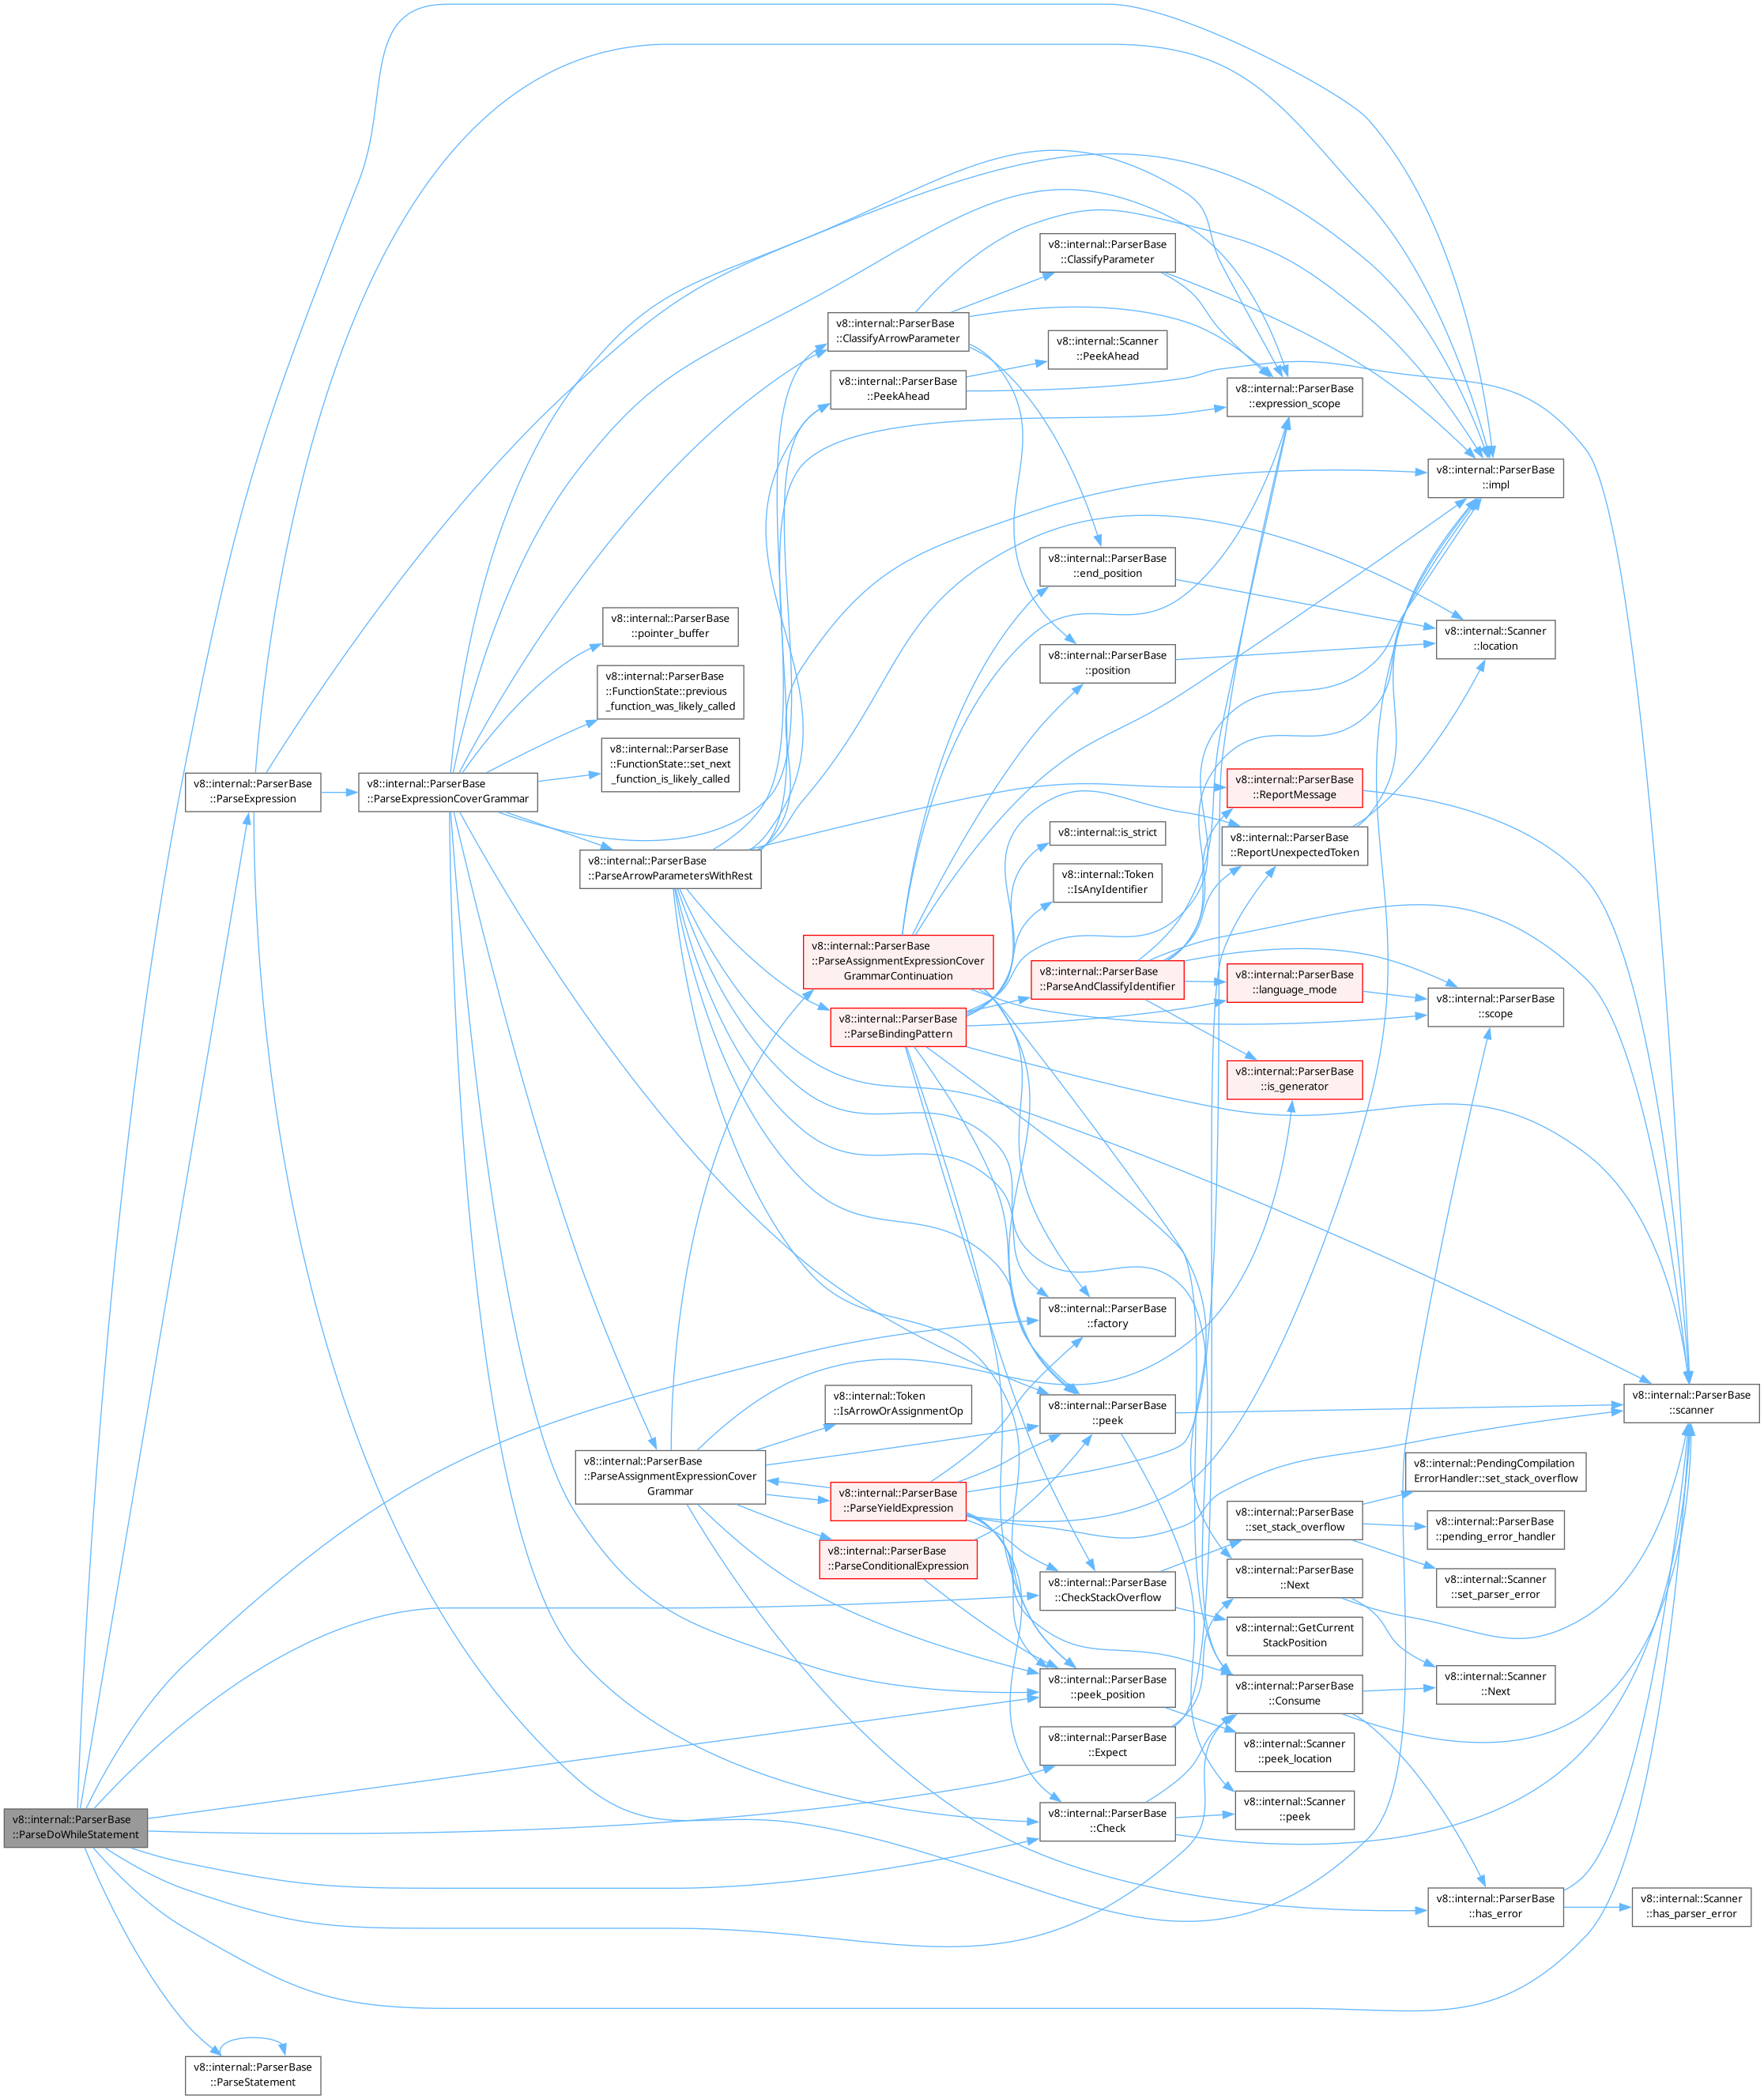 v8::internal::ParserBase
::ClassifyParameter
v8::internal::ParserBase
::ClassifyArrowParameter
v8::internal::Scanner
::PeekAhead
v8::internal::ParserBase
::PeekAhead
v8::internal::ParserBase
::expression_scope
v8::internal::ParserBase
::impl
v8::internal::ParserBase
::end_position
v8::internal::ParserBase
::pointer_buffer
v8::internal::Scanner
::location
v8::internal::ParserBase
::position
v8::internal::ParserBase
::FunctionState::previous
_function_was_likely_called
v8::internal::ParserBase
::FunctionState::set_next
_function_is_likely_called
v8::internal::ParserBase
::ParseExpression
v8::internal::ParserBase
::ParseExpressionCoverGrammar
v8::internal::ParserBase
::ReportMessage
v8::internal::is_strict
v8::internal::ParserBase
::ReportUnexpectedToken
v8::internal::ParserBase
::ParseArrowParametersWithRest
v8::internal::Token
::IsAnyIdentifier
v8::internal::ParserBase
::ParseAssignmentExpressionCover
GrammarContinuation
v8::internal::ParserBase
::ParseAndClassifyIdentifier
v8::internal::ParserBase
::language_mode
v8::internal::ParserBase
::scope
v8::internal::ParserBase
::ParseBindingPattern
v8::internal::ParserBase
::is_generator
v8::internal::ParserBase
::factory
v8::internal::ParserBase
::scanner
v8::internal::Token
::IsArrowOrAssignmentOp
v8::internal::ParserBase
::peek
v8::internal::PendingCompilation
ErrorHandler::set_stack_overflow
v8::internal::ParserBase
::ParseAssignmentExpressionCover
Grammar
v8::internal::ParserBase
::ParseYieldExpression
v8::internal::ParserBase
::set_stack_overflow
v8::internal::ParserBase
::pending_error_handler
v8::internal::ParserBase
::ParseConditionalExpression
v8::internal::ParserBase
::CheckStackOverflow
v8::internal::ParserBase
::Next
v8::internal::Scanner
::set_parser_error
v8::internal::GetCurrent
StackPosition
v8::internal::ParserBase
::peek_position
v8::internal::ParserBase
::Consume
v8::internal::Scanner
::Next
v8::internal::ParserBase
::Expect
v8::internal::Scanner
::peek_location
v8::internal::ParserBase
::ParseDoWhileStatement
v8::internal::ParserBase
::Check
v8::internal::Scanner
::peek
v8::internal::ParserBase
::has_error
v8::internal::Scanner
::has_parser_error
v8::internal::ParserBase
::ParseStatement